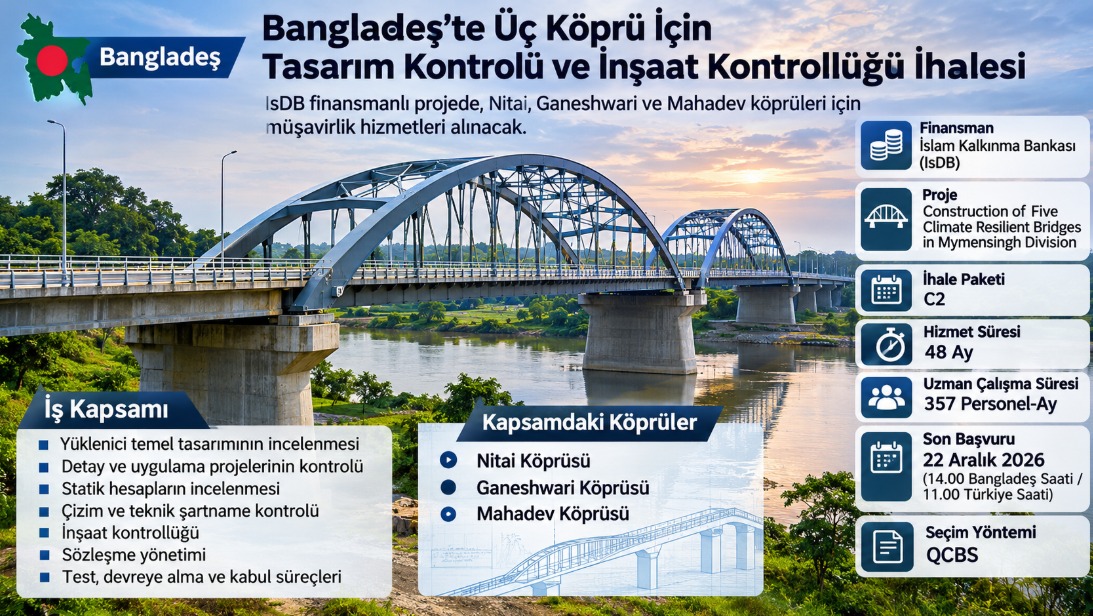 Bangladeş
Bangladeş'te Üç Köprü İçin
Tasarım Kontrolü ve İnşaat Kontrollüğü İhalesi
IsDB finansmanlı projede, Nitai, Ganeshwari ve Mahadev köprüleri için
müşavirlik hizmetleri alınacak.
Finansman
İslam Kalkınma Bankası
(IsDB)
Proje
Construction of Five
Climate Resilient Bridges
in Mymensingh Division
İhale Paketi
C2
Hizmet Süresi
48 Ay
Uzman Çalışma Süresi
357 Personel-Ay
Son Başvuru
22 Aralık 2026
(14.00 Bangladeş Saati /
11.00 Türkiye Saati)
Seçim Yöntemi
QCBS
İş Kapsamı
Yüklenici temel tasarımının incelenmesi
Detay ve uygulama projelerinin kontrolü
Statik hesapların incelenmesi
Çizim ve teknik şartname kontrolü
İnşaat kontrollüğü
Sözleşme yönetimi
Test, devreye alma ve kabul süreçleri
Kapsamdaki Köprüler
Nitai Köprüsü
Ganeshwari Köprüsü
Mahadev Köprüsü